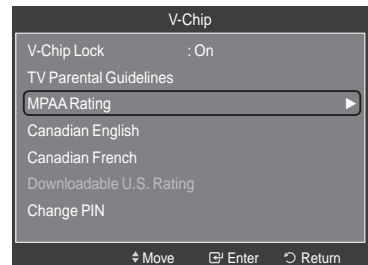 V-Chip
V-Chip Lock : On
TV Parental Guidelines
MPAA Rating
Canadian English
Canadian French
Downloadable U.S. Rating
Change PIN
Move Enter Return